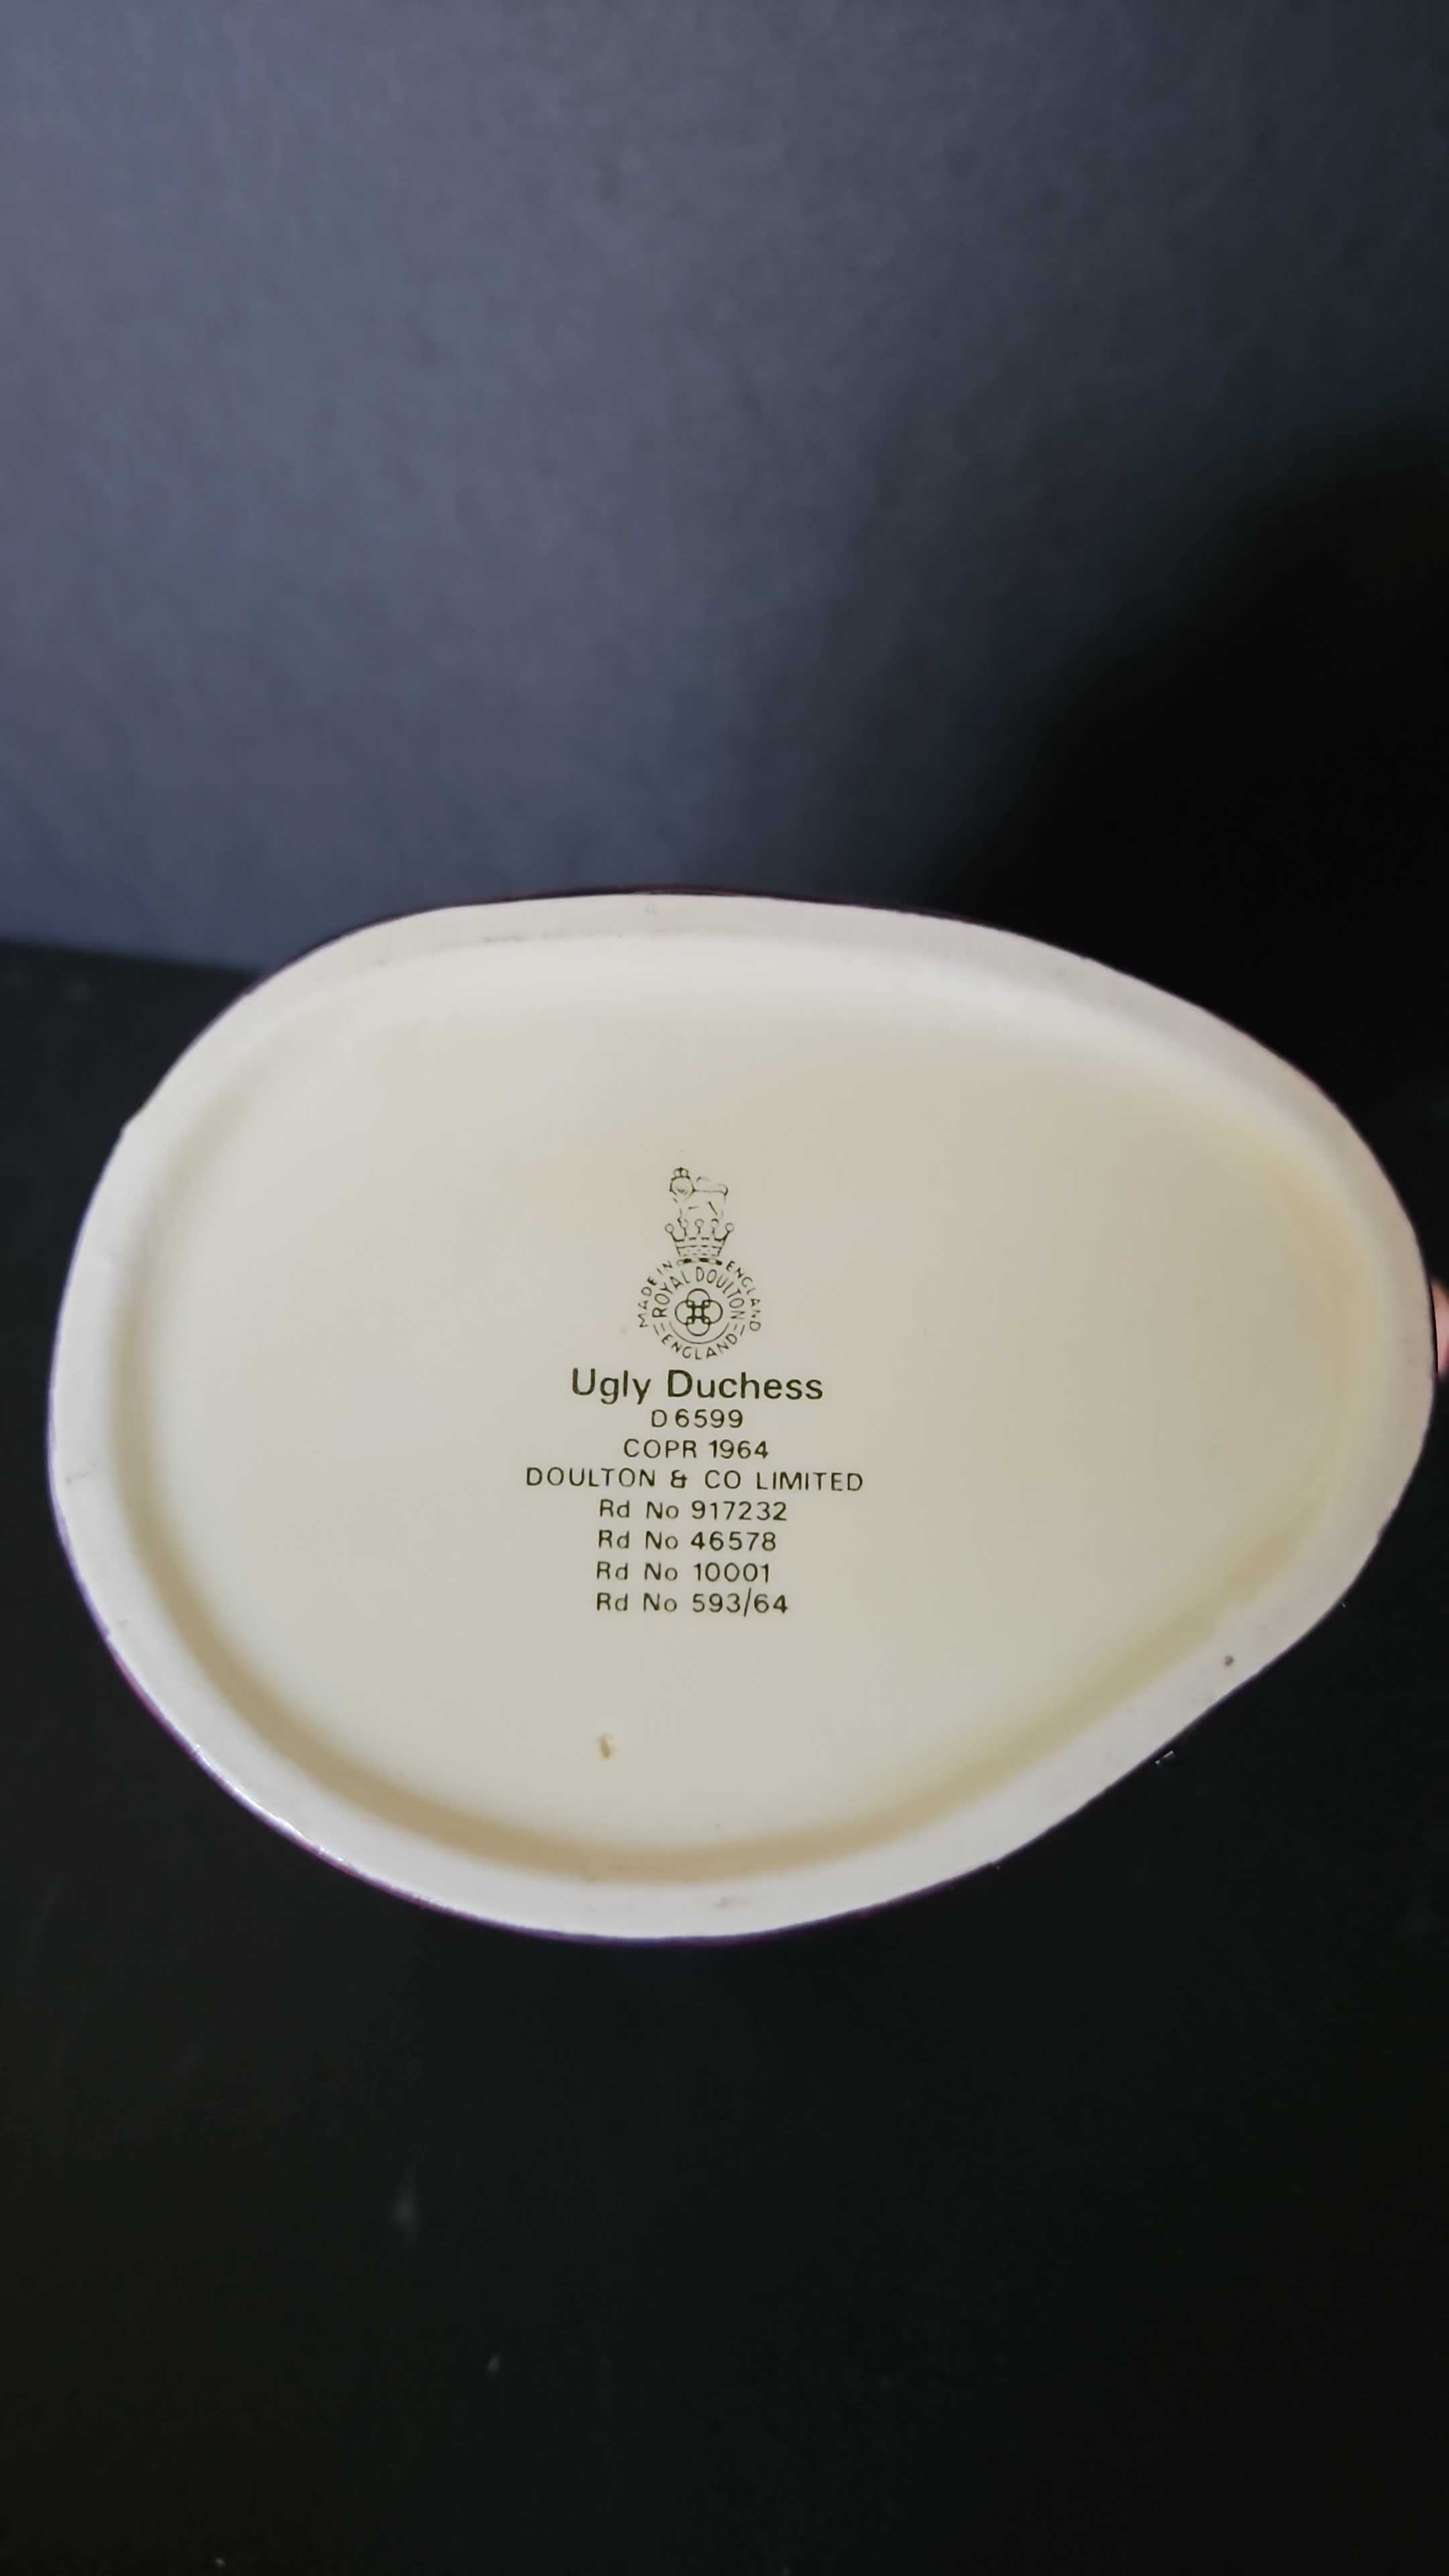 MADE IN ENGLAND
ROYAL DOULTON
ENGLAND
Ugly Duchess
D 6599
COPR 1964
DOULTON & CO LIMITED
Rd No 917232
Rd No 46578
Rd No 10001
Rd No 593/64